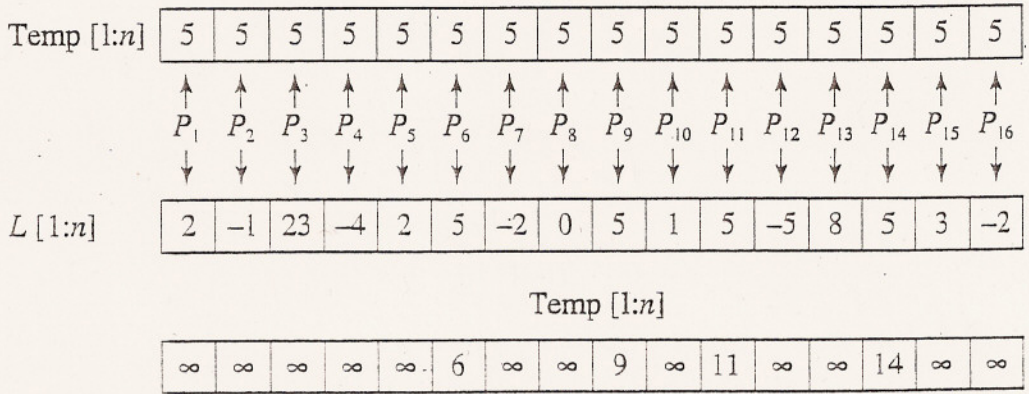 Temp [1:n] 5 5 5 5 5 5 5 5 5 5 5 5 5 5 5 5
P₁ P₂ P₃ P₄ P₅ P₆ P₇ P₈ P₉ P₁₀ P₁₁ P₁₂ P₁₃ P₁₄ P₁₅ P₁₆
L [1:n] 2 –1 23 –4 2 5 –2 0 5 1 5 –5 8 5 3 –2
Temp [1:n]
∞ ∞ ∞ ∞ ∞ 6 ∞ ∞ 9 ∞ 11 ∞ ∞ 14 ∞ ∞